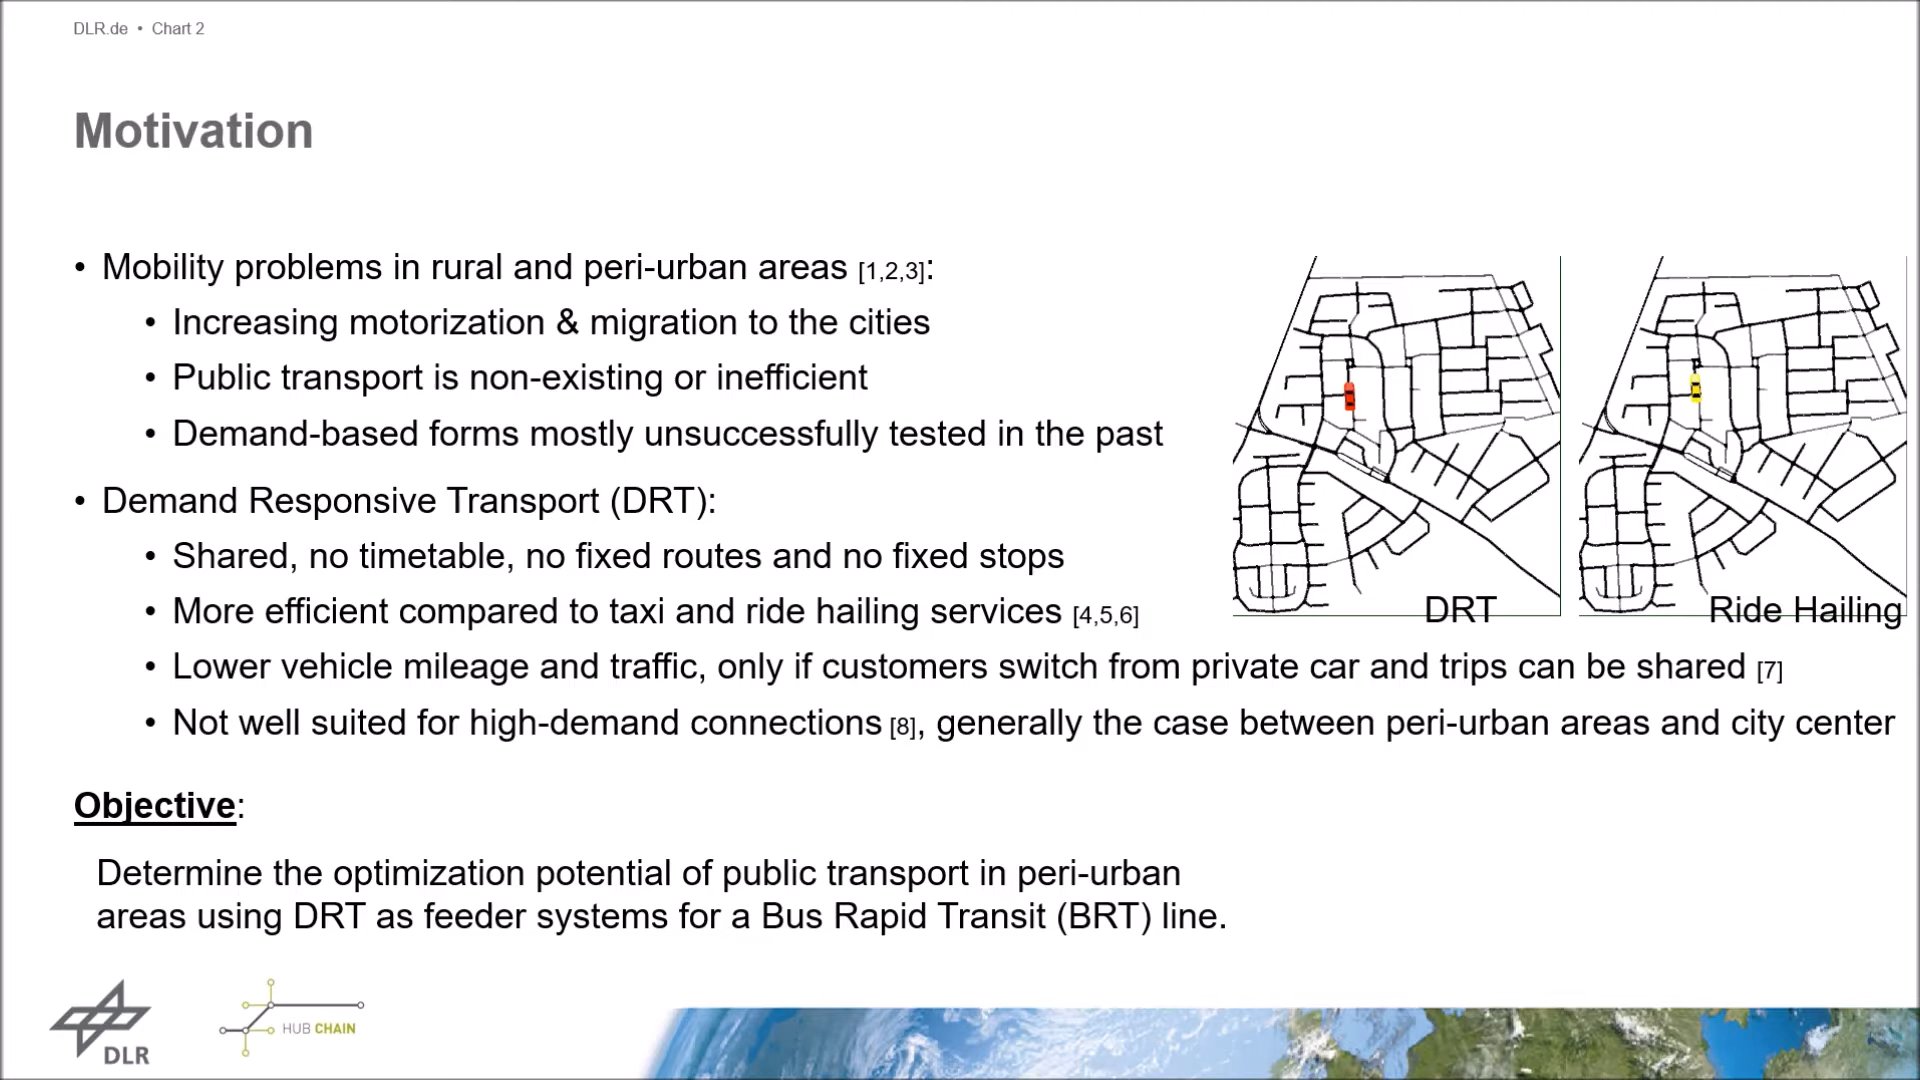 DLR.de • Chart 2
Motivation
• Mobility problems in rural and peri-urban areas [1,2,3]:
• Increasing motorization & migration to the cities
• Public transport is non-existing or inefficient
• Demand-based forms mostly unsuccessfully tested in the past
• Demand Responsive Transport (DRT):
• Shared, no timetable, no fixed routes and no fixed stops
• More efficient compared to taxi and ride hailing services [4,5,6]
• Lower vehicle mileage and traffic, only if customers switch from private car and trips can be shared [7]
• Not well suited for high-demand connections [8], generally the case between peri-urban areas and city center
DRT
Ride Hailing
Objective:
Determine the optimization potential of public transport in peri-urban
areas using DRT as feeder systems for a Bus Rapid Transit (BRT) line.
DLR
HUB CHAIN